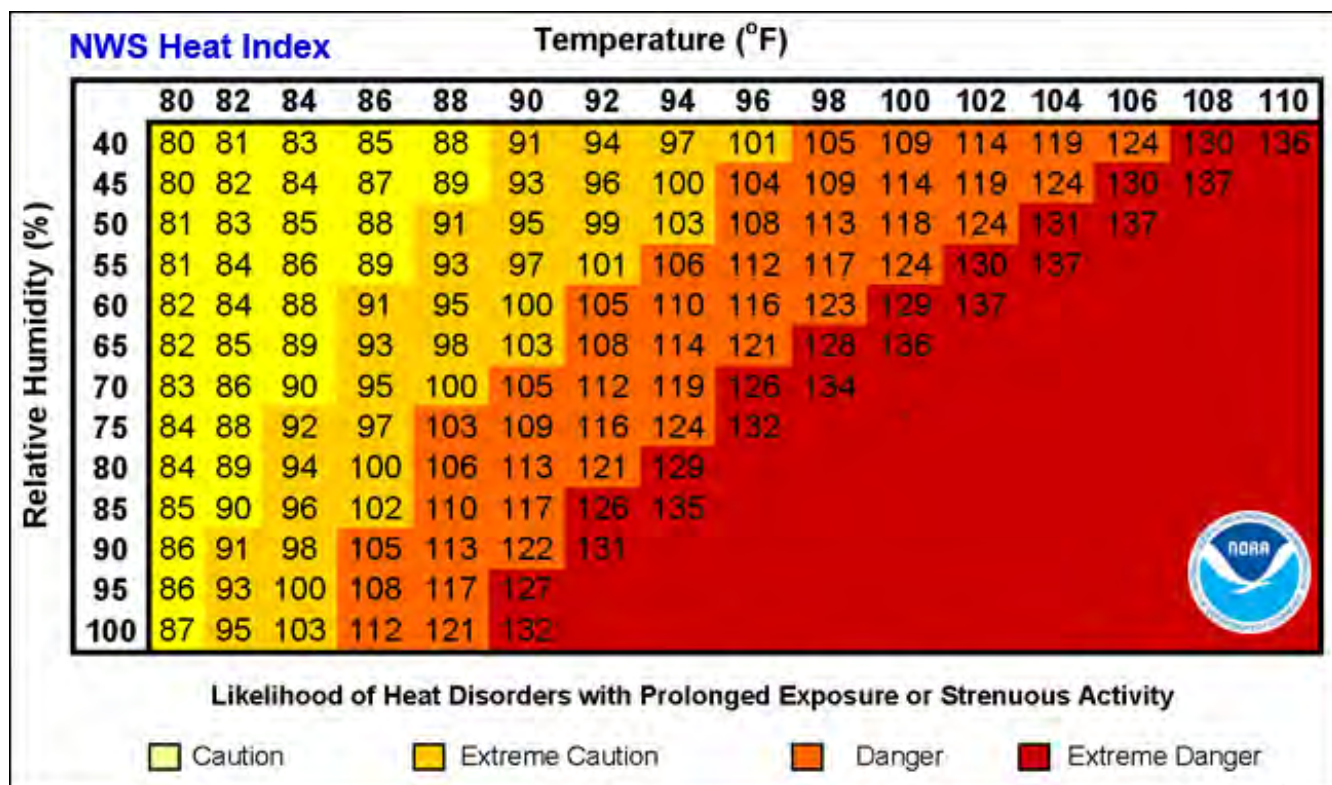 NWS Heat Index
Temperature (°F)
80 82 84 86 88 90 92 94 96 98 100 102 104 106 108 110
Relative Humidity (%)
40 80 81 83 85 88 91 94 97 101 105 109 114 119 124 130 136
45 80 82 84 87 89 93 96 100 104 109 114 119 124 130 137
50 81 83 85 88 91 95 99 103 108 113 118 124 131 137
55 81 84 86 89 93 97 101 106 112 117 124 130 137
60 82 84 88 91 95 100 105 110 116 123 129 137
65 82 85 89 93 98 103 108 114 121 128 136
70 83 86 90 95 100 105 112 119 126 134
75 84 88 92 97 103 109 116 124 132
80 84 89 94 100 106 113 121 129
85 85 90 96 102 110 117 126 135
90 86 91 98 105 113 122 131
95 86 93 100 108 117 127
100 87 95 103 112 121 132
NOAA
Likelihood of Heat Disorders with Prolonged Exposure or Strenuous Activity
Caution
Extreme Caution
Danger
Extreme Danger